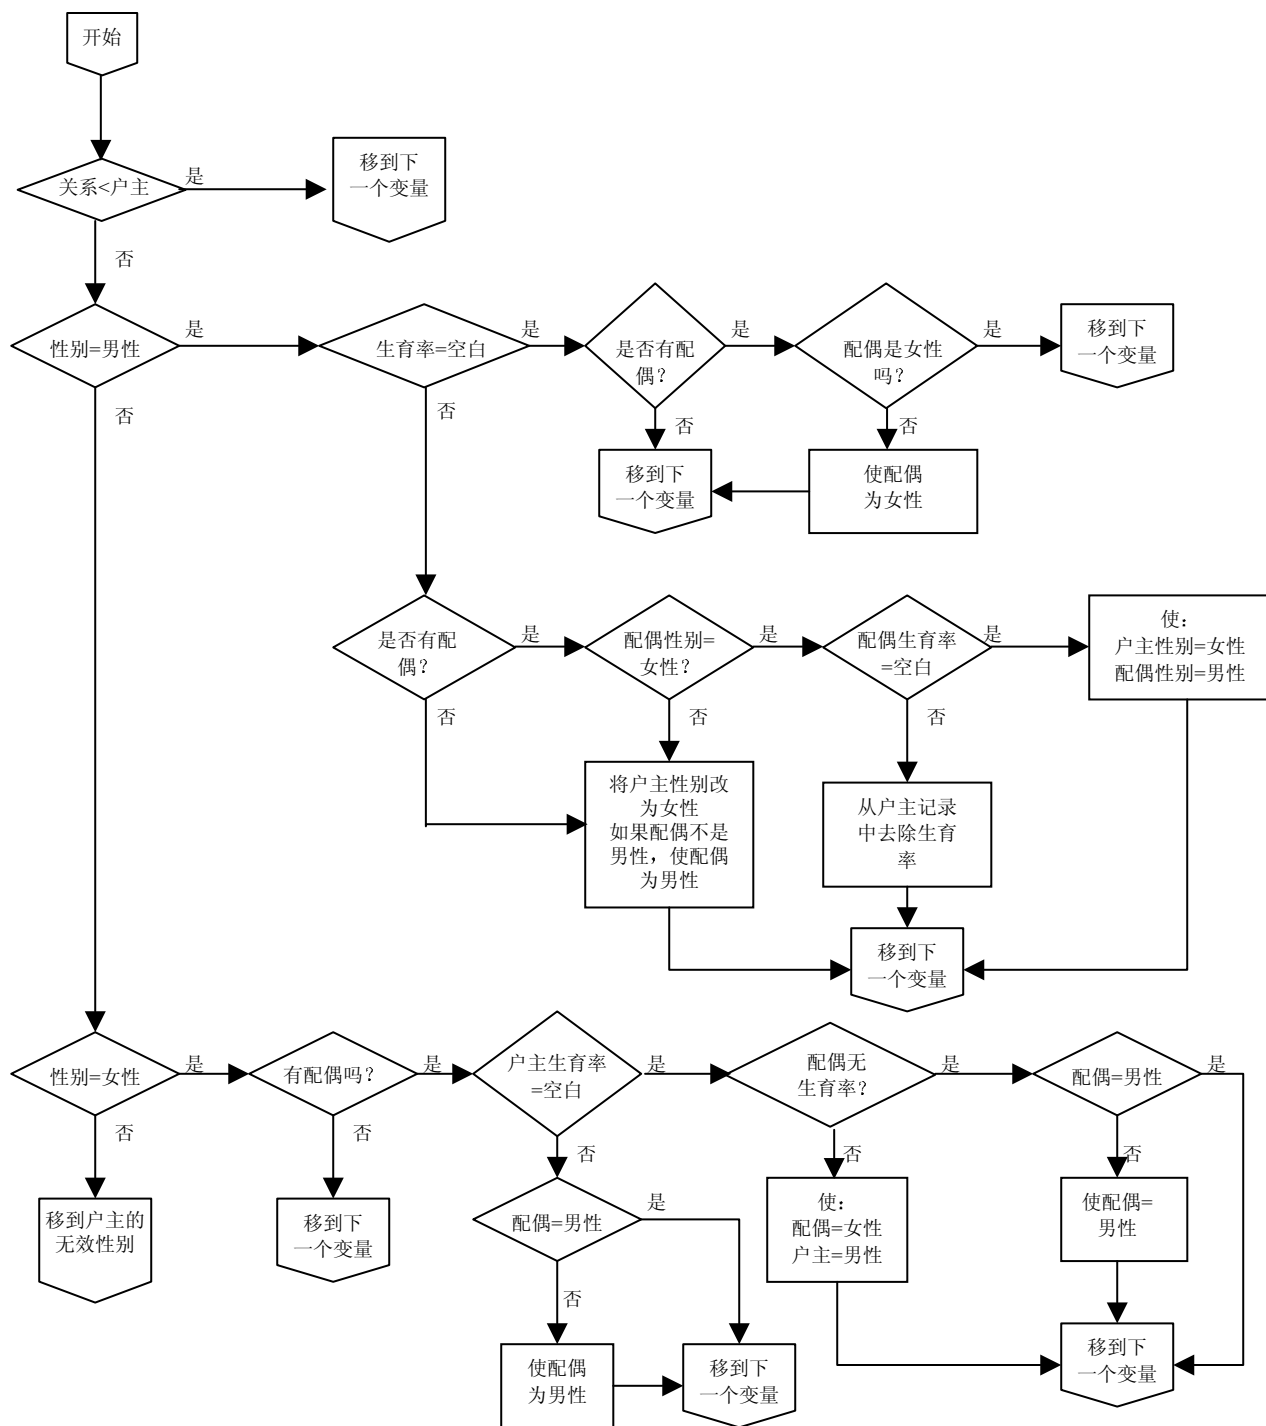 开始
关系<户主
是
移到下
一个变量
否
性别=男性
是
生育率=空白
是
是否有配
偶？
是
配偶是女性
吗？
是
移到下
一个变量
否
否
否
否
移到下
一个变量
使配偶
为女性
是否有配
偶？
是
配偶性别=
女性？
是
配偶生育率
=空白
是
使：
户主性别=女性
配偶性别=男性
否
否
否
将户主性别改
为女性
如果配偶不是
男性，使配偶
为男性
从户主记录
中去除生育
率
移到下
一个变量
性别=女性
是
有配偶吗？
是
户主生育率
=空白
是
配偶无
生育率？
是
配偶=男性
是
否
否
否
否
否
移到户主的
无效性别
移到下
一个变量
配偶=男性
是
使：
配偶=女性
户主=男性
使配偶=
男性
否
使配偶
为男性
移到下
一个变量
移到下
一个变量